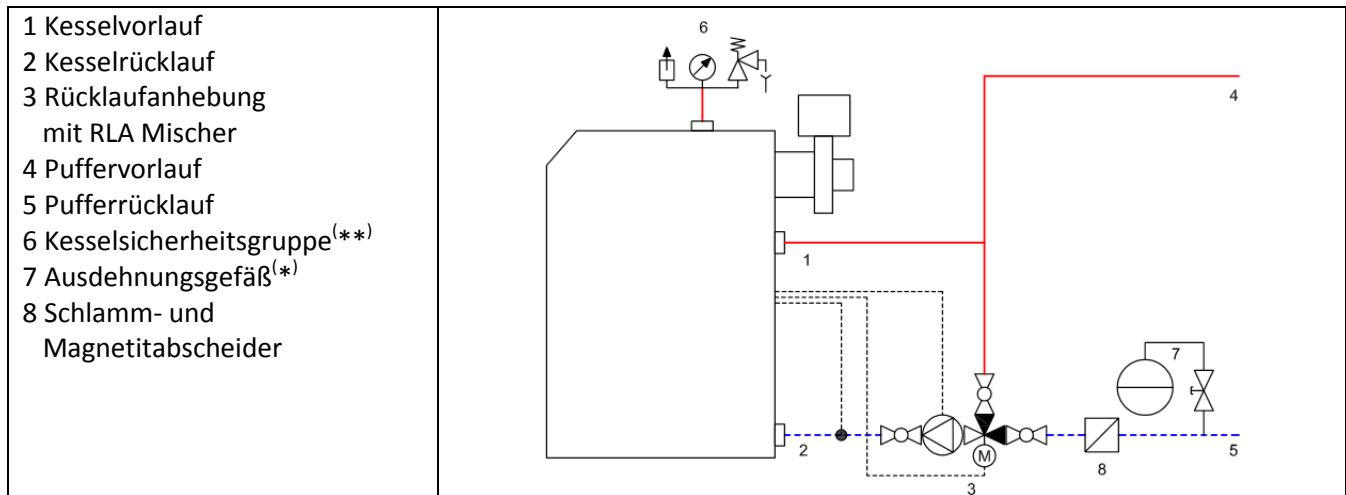 1 Kesselvorlauf
2 Kesselrücklauf
3 Rücklaufanhebung
mit RLA Mischer
4 Puffervorlauf
5 Pufferrücklauf
6 Kesselsicherheitsgruppe(**)
7 Ausdehnungsgefäß(*)
8 Schlamm- und
Magnetitabscheider
6
4
1
7
2
M
3
8
5